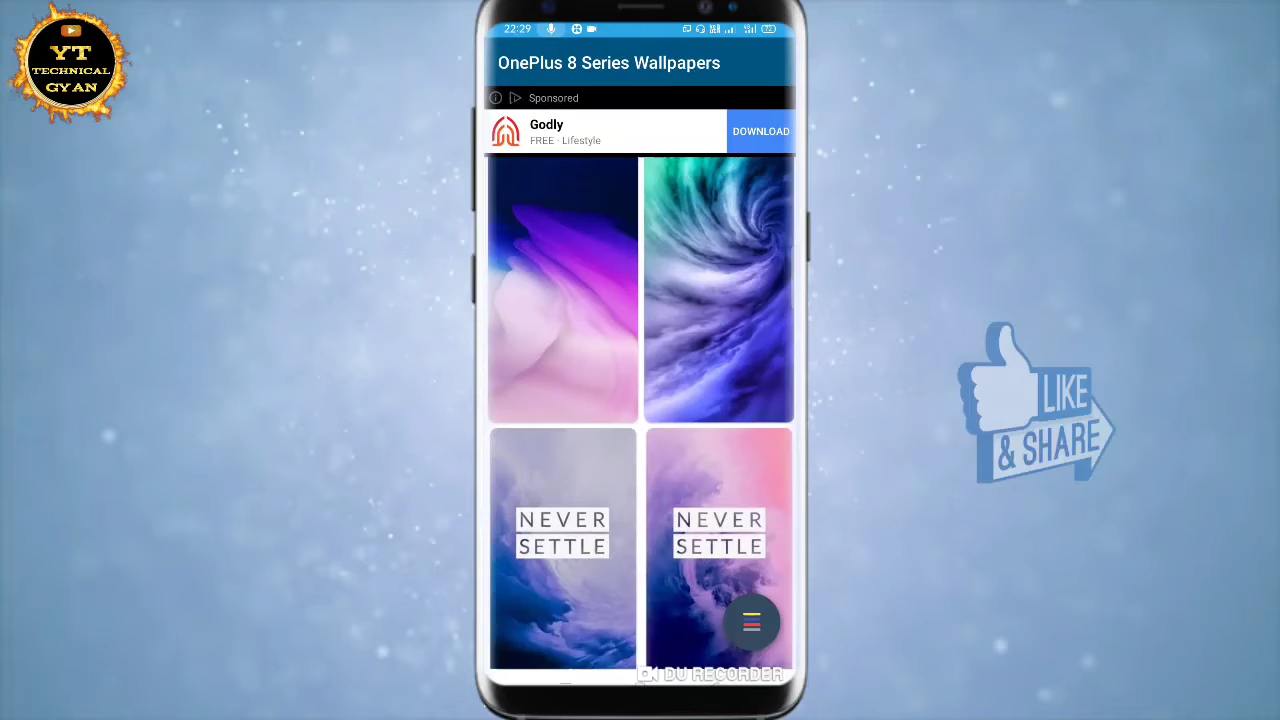 YT
TECHNICAL
GYAN
22:29
OnePlus 8 Series Wallpapers
Sponsored
Godly
FREE · Lifestyle
DOWNLOAD
NEVER
SETTLE
NEVER
SETTLE
LIKE
& SHARE
DU RECORDER